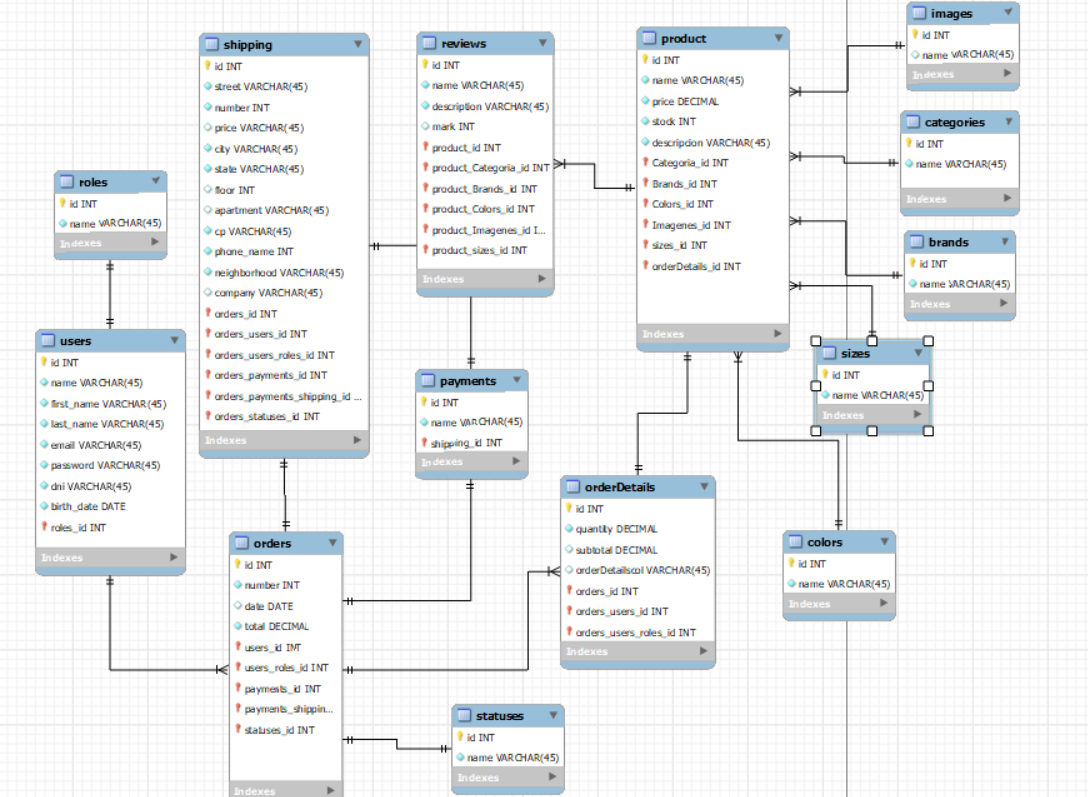 shipping
id INT
street VARCHAR(45)
number INT
price VARCHAR(45)
city VARCHAR(45)
state VARCHAR(45)
floor INT
apartment VARCHAR(45)
cp VARCHAR(45)
phone_name INT
neighborhood VARCHAR(45)
company VARCHAR(45)
orders_id INT
orders_users_id INT
orders_users_roles_id INT
orders_payments_id INT
orders_payments_shipping_id ...
orders_statuses_id INT
Indexes
reviews
id INT
name VARCHAR(45)
description VARCHAR(45)
mark INT
product_id INT
product_Categoria_id INT
product_Brands_id INT
product_Colors_id INT
product_Imagenes_id I...
product_sizes_id INT
Indexes
product
id INT
name VARCHAR(45)
price DECIMAL
stock INT
description VARCHAR(45)
Categoria_id INT
Brands_id INT
Colors_id INT
Imagenes_id INT
sizes_id INT
orderDetails_id INT
Indexes
images
id INT
name VARCHAR(45)
Indexes
categories
id INT
name VARCHAR(45)
Indexes
brands
id INT
name VARCHAR(45)
Indexes
sizes
id INT
name VARCHAR(45)
Indexes
roles
id INT
name VARCHAR(45)
Indexes
users
id INT
name VARCHAR(45)
first_name VARCHAR(45)
last_name VARCHAR(45)
email VARCHAR(45)
password VARCHAR(45)
dni VARCHAR(45)
birth_date DATE
roles_id INT
Indexes
payments
id INT
name VARCHAR(45)
shipping_id INT
Indexes
orders
id INT
number INT
date DATE
total DECIMAL
users_id INT
users_roles_id INT
payments_id INT
payments_shippin...
statuses_id INT
Indexes
orderDetails
id INT
quantity DECIMAL
subtotal DECIMAL
orderDetailscol VARCHAR(45)
orders_id INT
orders_users_id INT
orders_users_roles_id INT
Indexes
colors
id INT
name VARCHAR(45)
Indexes
statuses
id INT
name VARCHAR(45)
Indexes